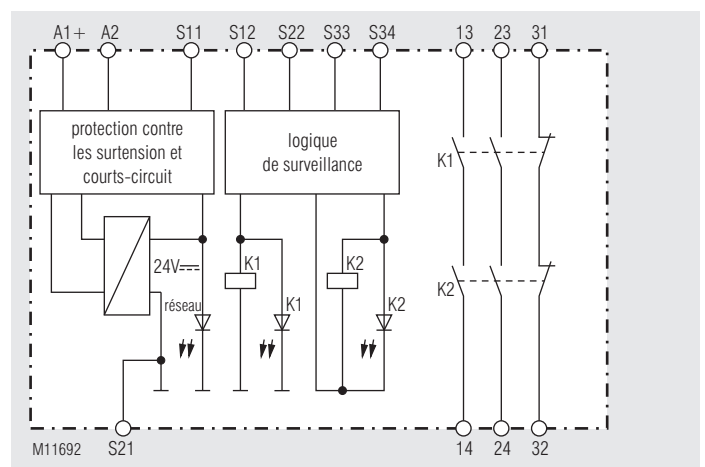 A1+ A2 S11 S12 S22 S33 S34 13 23 31
protection contre
les surtension et
courts-circuit
logique
de surveillance
K1
24V
K1
K2
K2
réseau
K1
K2
M11692 S21 14 24 32